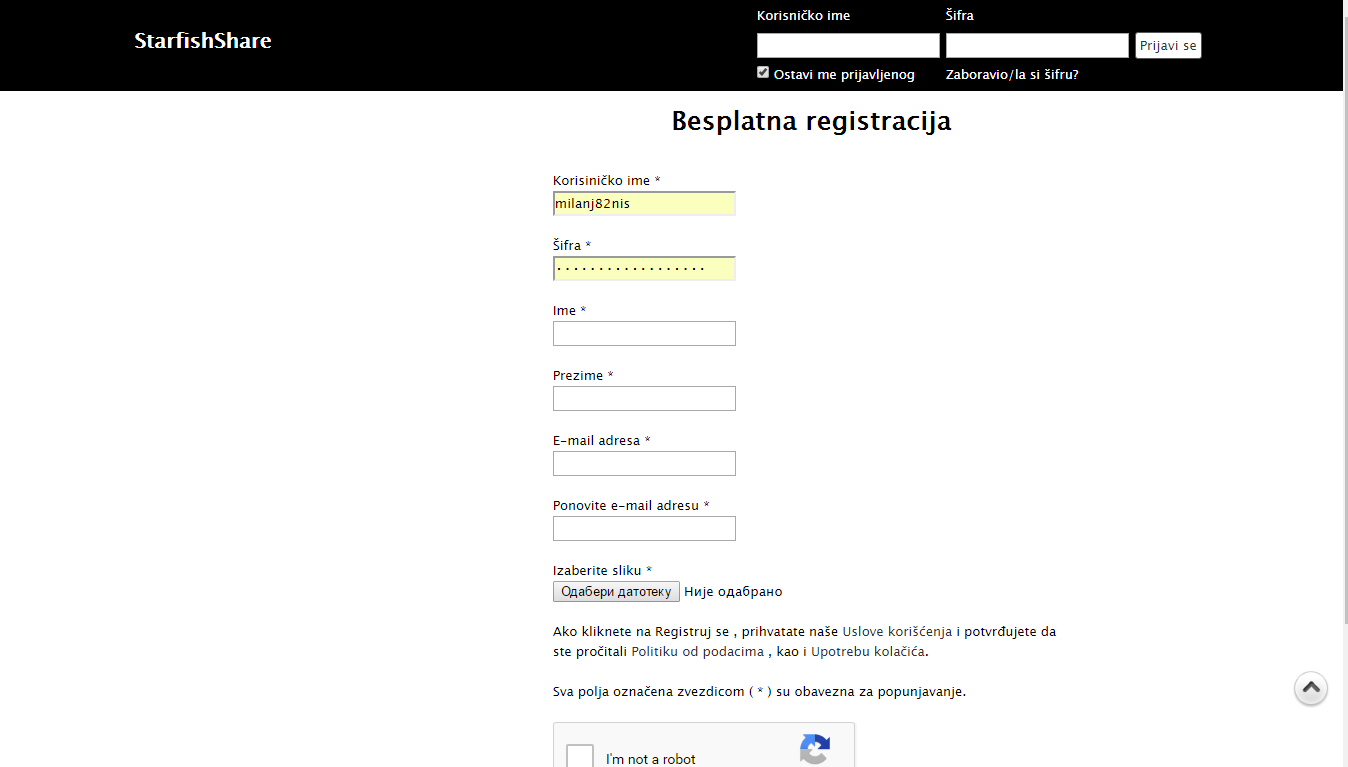 StarfishShare
Korisničko ime
Šifra
Prijavi se
Ostavi me prijavljenog
Zaboravio/la si šifru?
Besplatna registracija
Korisiničko ime *
milanj82nis
Šifra *
Ime *
Prezime *
E-mail adresa *
Ponovite e-mail adresu *
Izaberite sliku *
Одабери датотеку Није одабрано
Ako kliknete na Registruj se , prihvatate naše Uslove korišćenja i potvrđujete da
ste pročitali Politiku od podacima , kao i Upotrebu kolačića.
Sva polja označena zvezdicom ( * ) su obavezna za popunjavanje.
I'm not a robot